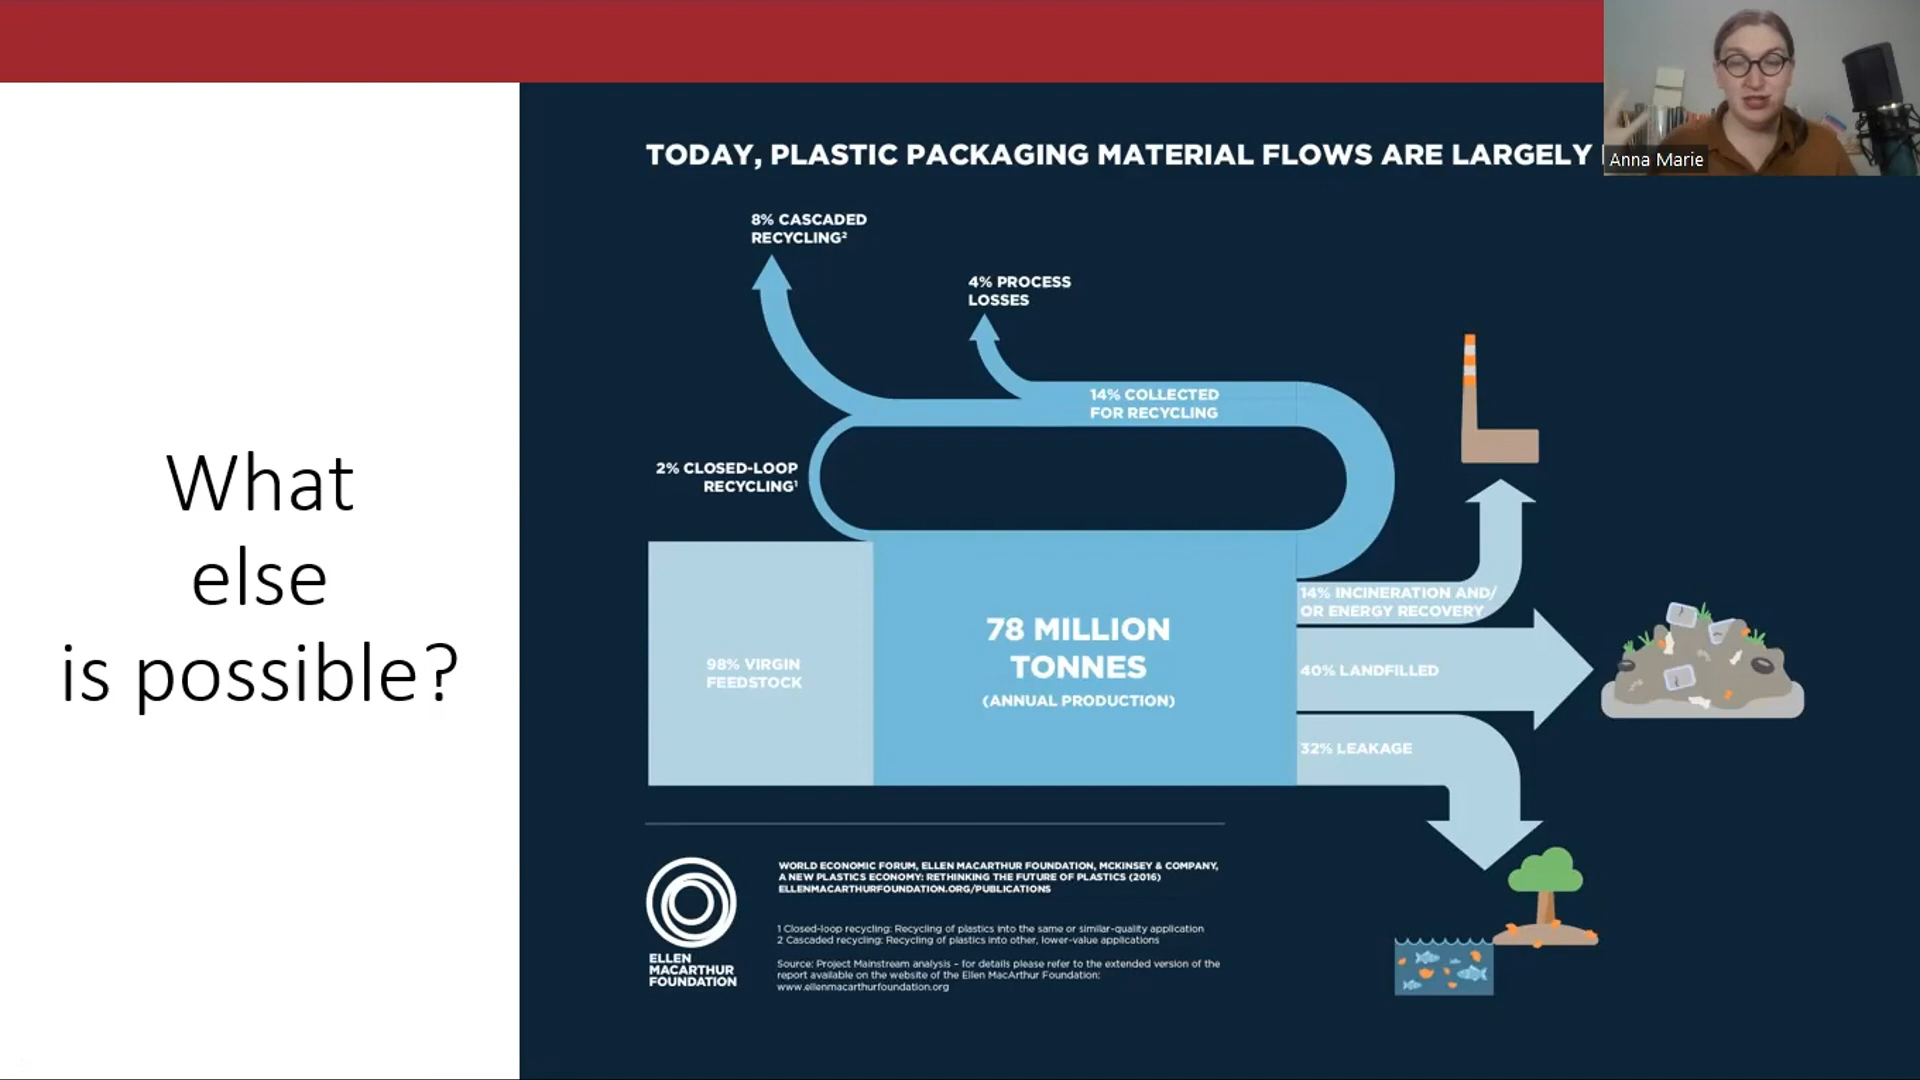 What
else
is possible?
TODAY, PLASTIC PACKAGING MATERIAL FLOWS ARE LARGELY
Anna Marie
8% CASCADED
RECYCLING²
4% PROCESS
LOSSES
14% COLLECTED
FOR RECYCLING
2% CLOSED-LOOP
RECYCLING¹
98% VIRGIN
FEEDSTOCK
78 MILLION
TONNES
(ANNUAL PRODUCTION)
14% INCINERATION AND/
OR ENERGY RECOVERY
40% LANDFILLED
32% LEAKAGE
ELLEN
MACARTHUR
FOUNDATION
WORLD ECONOMIC FORUM, ELLEN MACARTHUR FOUNDATION, MCKINSEY & COMPANY,
A NEW PLASTICS ECONOMY: RETHINKING THE FUTURE OF PLASTICS (2016)
ELLENMACARTHURFOUNDATION.ORG/PUBLICATIONS
1 Closed-loop recycling: Recycling of plastics into the same or similar-quality application
2 Cascaded recycling: Recycling of plastics into other, lower-value applications
Source: Project Mainstream analysis – for details please refer to the extended version of the
report available on the website of the Ellen MacArthur Foundation:
www.ellenmacarthurfoundation.org